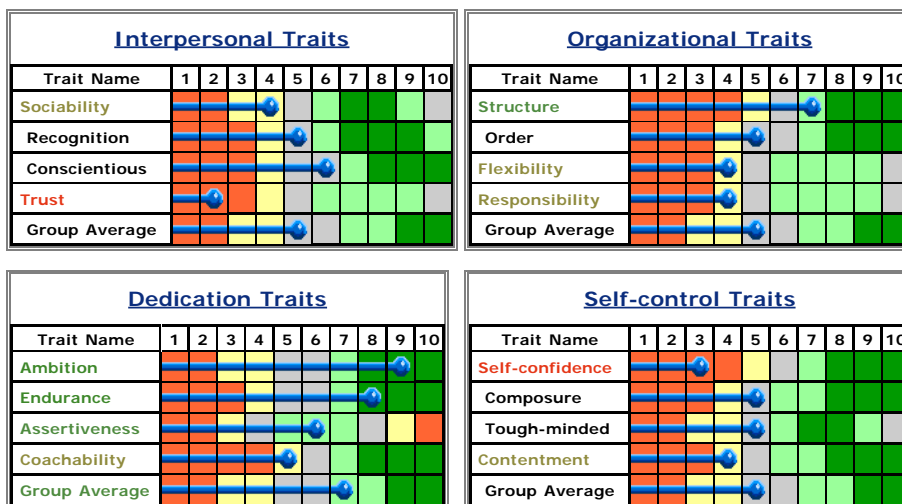 Interpersonal Traits
Trait Name 1 2 3 4 5 6 7 8 9 10
Sociability
Recognition
Conscientious
Trust
Group Average
Organizational Traits
Trait Name 1 2 3 4 5 6 7 8 9 10
Structure
Order
Flexibility
Responsibility
Group Average
Dedication Traits
Trait Name 1 2 3 4 5 6 7 8 9 10
Ambition
Endurance
Assertiveness
Coachability
Group Average
Self-control Traits
Trait Name 1 2 3 4 5 6 7 8 9 10
Self-confidence
Composure
Tough-minded
Contentment
Group Average